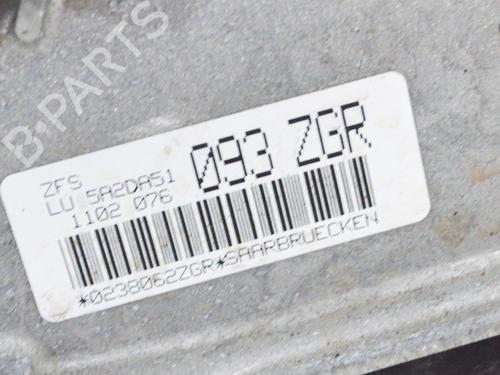 B-PARTS
ZFS
LU 5A2DA51
1102 076
093 ZGR
*0238062ZGR*SAARBRUECKEN